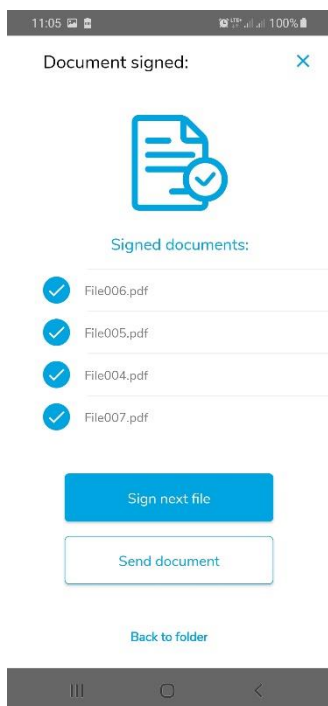 11:05 100%
Document signed:
Signed documents:
File006.pdf
File005.pdf
File004.pdf
File007.pdf
Sign next file
Send document
Back to folder